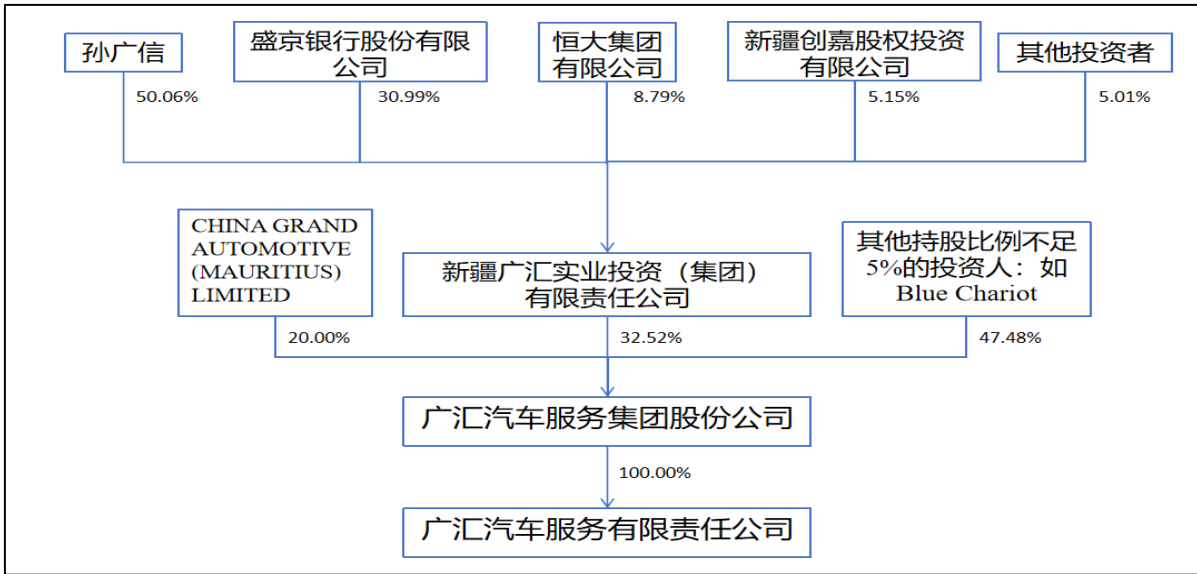 孙广信
盛京银行股份有限
公司
恒大集团
有限公司
新疆创嘉股权投资
有限公司
其他投资者
50.06%
30.99%
8.79%
5.15%
5.01%
CHINA GRAND
AUTOMOTIVE
(MAURITIUS)
LIMITED
新疆广汇实业投资（集团）
有限责任公司
其他持股比例不足
5%的投资人：如
Blue Chariot
20.00%
32.52%
47.48%
广汇汽车服务集团股份公司
100.00%
广汇汽车服务有限责任公司